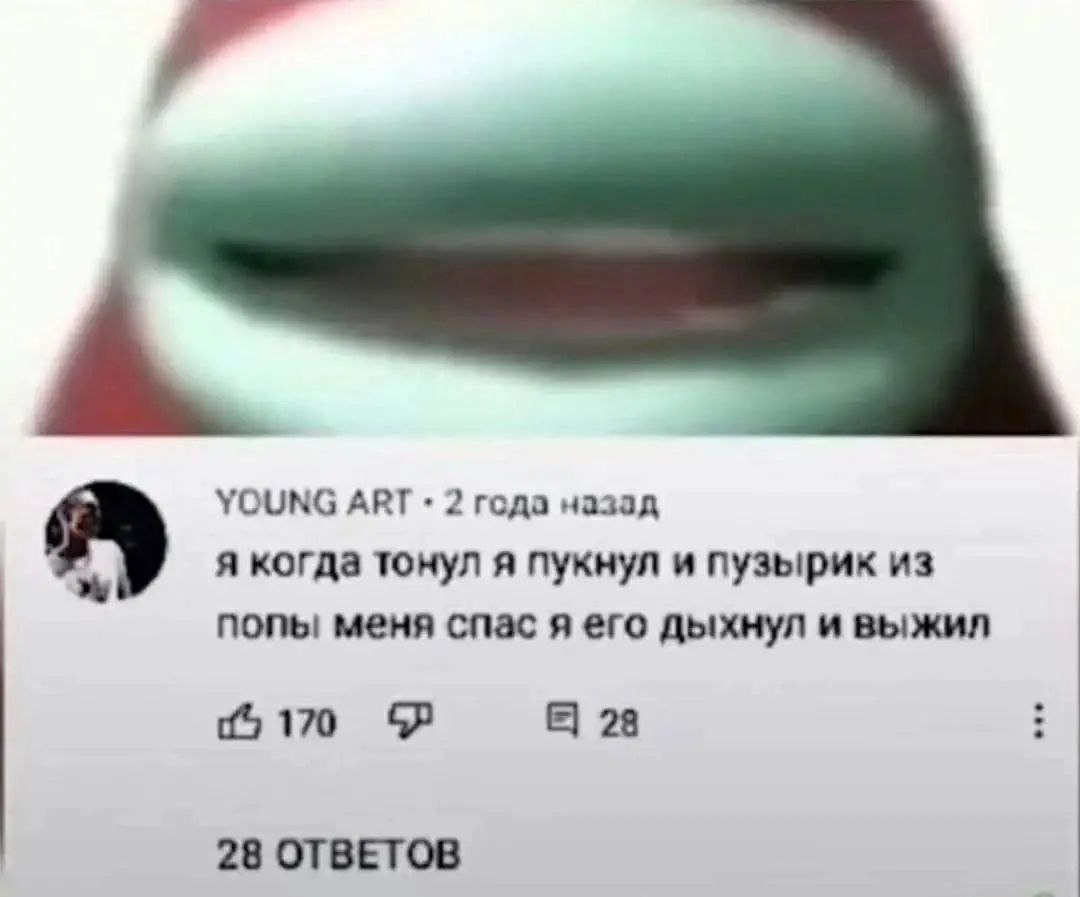 YOUNG ART • 2 года назад
я когда тонул я пукнул и пузырик из
попы меня спас я его дыхнул и выжил
170 28
28 ОТВЕТОВ